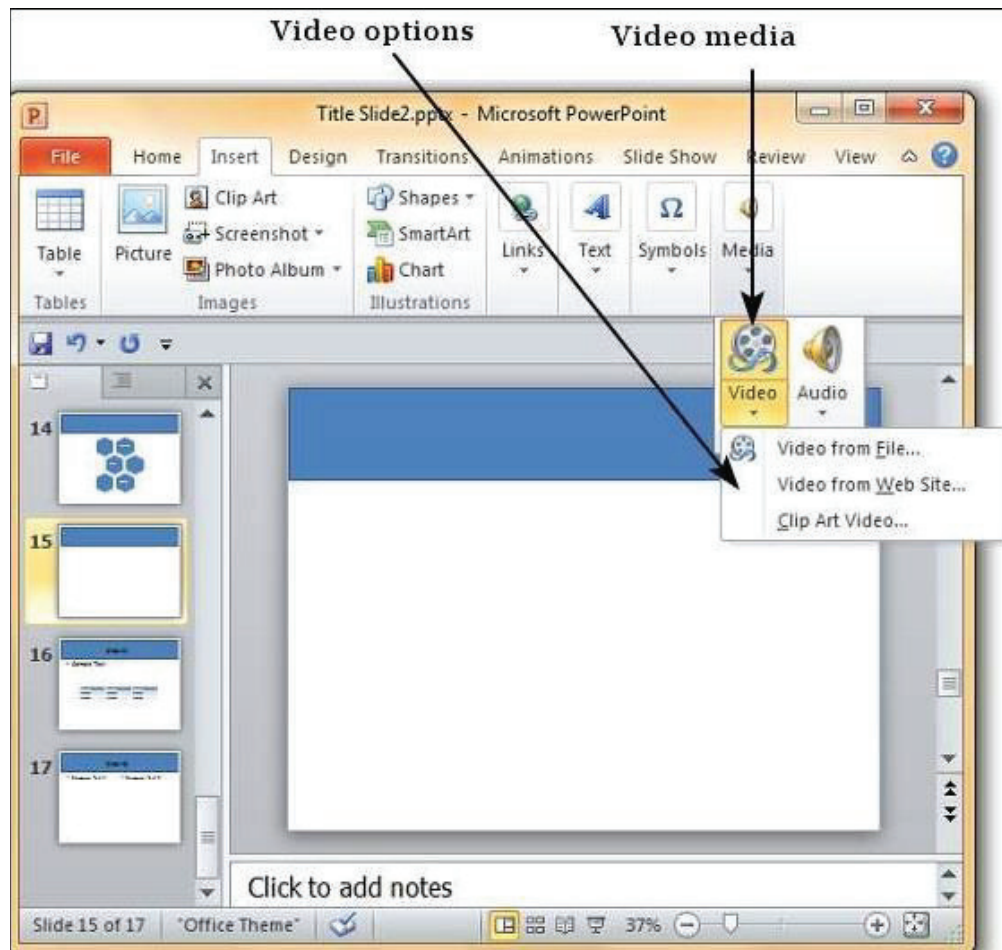 Video options
Video media
Title Slide2.pptx - Microsoft PowerPoint
File Home Insert Design Transitions Animations Slide Show Review View
Table
Picture
Clip Art
Screenshot
Photo Album
Shapes
SmartArt
Chart
Links
Text
Symbols
Media
Tables
Images
Illustrations
Video
Audio
Video from File...
Video from Web Site...
Clip Art Video...
14
15
16
17
Click to add notes
Slide 15 of 17
"Office Theme"
37%